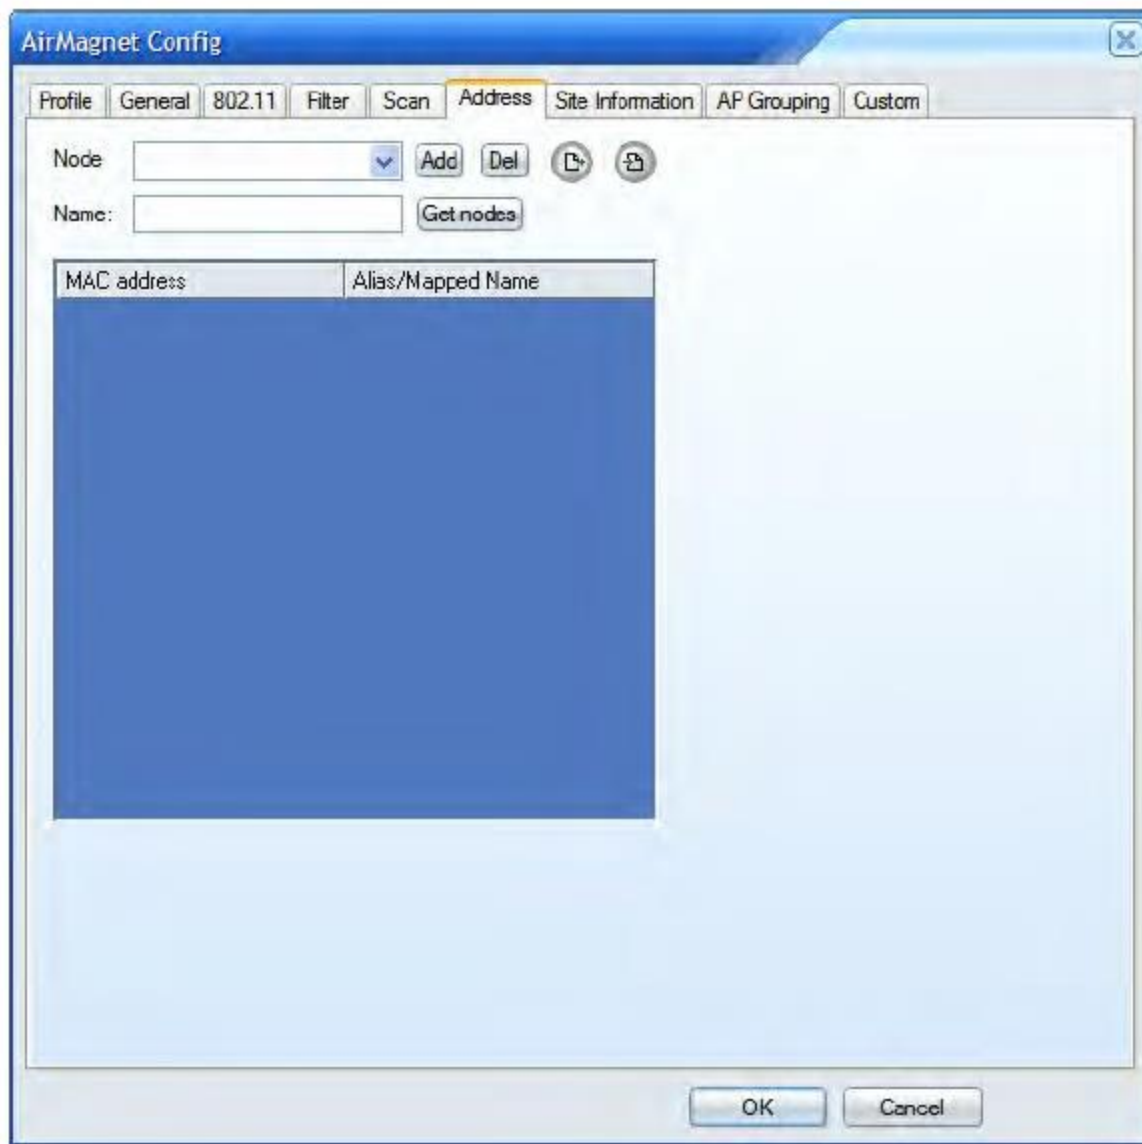 AirMagnet Config
Profile General 802.11 Filter Scan Address Site Information AP Grouping Custom
Node Add Del
Name: Get nodes
MAC address Alias/Mapped Name
OK Cancel